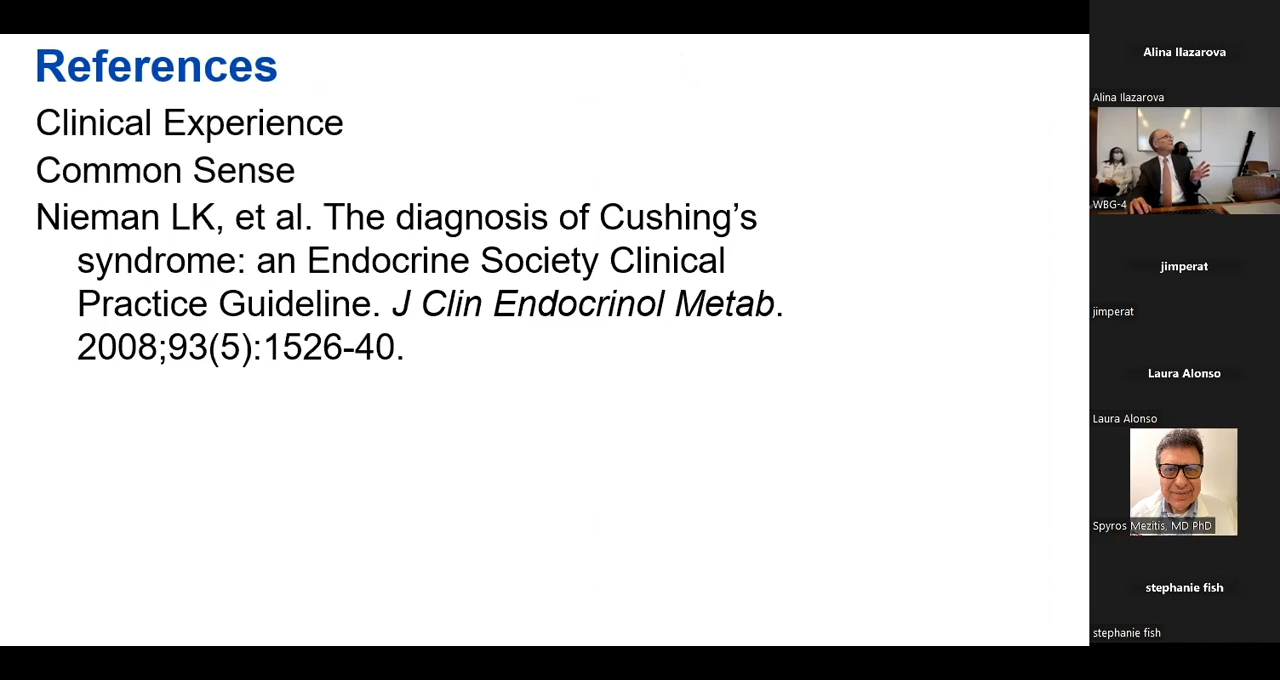 References
Clinical Experience
Common Sense
Nieman LK, et al. The diagnosis of Cushing’s
syndrome: an Endocrine Society Clinical
Practice Guideline. J Clin Endocrinol Metab.
2008;93(5):1526-40.
Alina Ilazarova
Alina Ilazarova
WBG-4
jimperat
jimperat
Laura Alonso
Laura Alonso
Spyros Mezitis, MD PhD
stephanie fish
stephanie fish